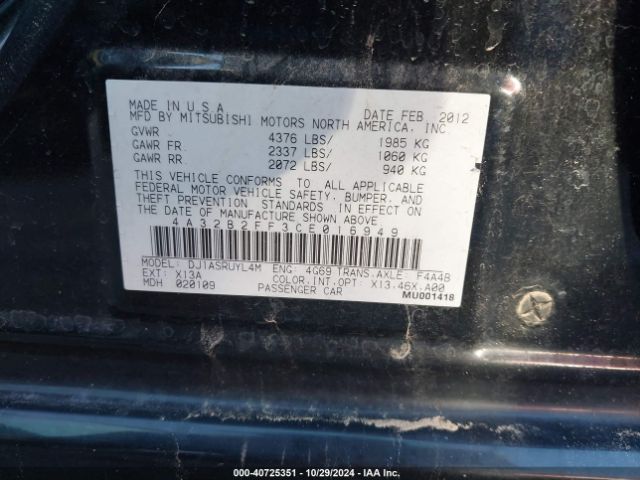 MADE IN U S A DATE FEB. 2012
MFD BY MITSUBISHI MOTORS NORTH AMERICA, INC.
GVWR 4376 LBS/ 1985 KG
GAWR FR. 2337 LBS/ 1060 KG
GAWR RR. 2072 LBS/ 940 KG
THIS VEHICLE CONFORMS TO ALL APPLICABLE
FEDERAL MOTOR VEHICLE SAFETY, BUMPER, AND
THEFT PREVENTION STANDARDS IN EFFECT ON
THE DATE OF MANUFACTURE SHOWN ABOVE
4A32B2FF3CE016949
MODEL: DJ1ASRUYL4M ENG: 4G69 TRANS.AXLE F4A4B
EXT: X13A COLOR.INT.OPT: X13.46X.A00
MDH 020109 PASSENGER CAR MU001418
000-40725351 - 10/29/2024 - IAA Inc.